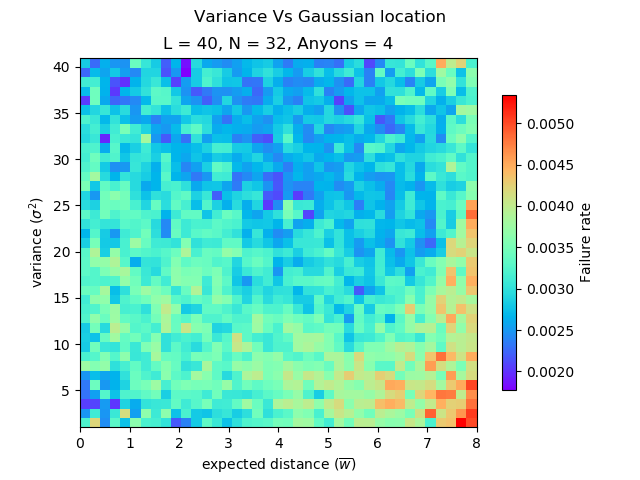 Variance Vs Gaussian location
L = 40, N = 32, Anyons = 4
40
35
30
25
20
15
10
5
variance (σ²)
0 1 2 3 4 5 6 7 8
expected distance (w̅)
0.0050
0.0045
0.0040
0.0035
0.0030
0.0025
0.0020
Failure rate